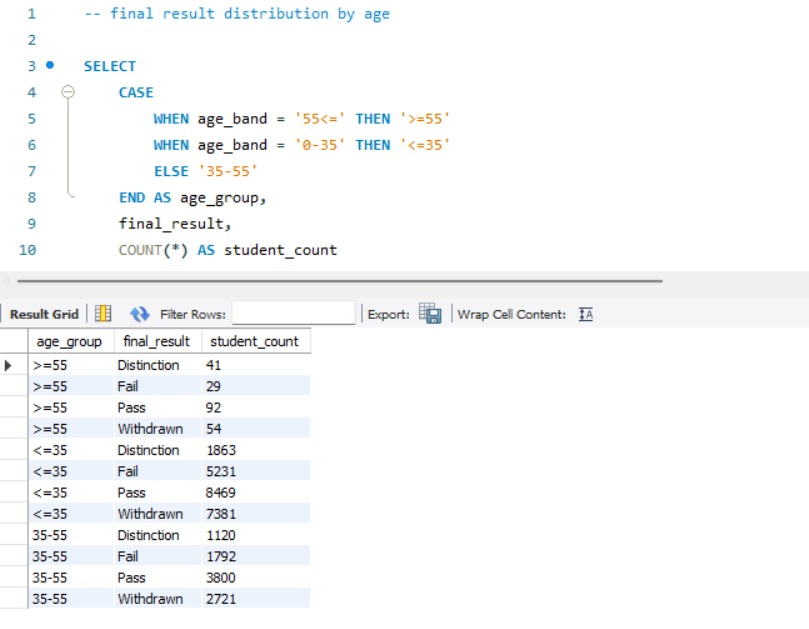 1 -- final result distribution by age
2
3 SELECT
4 CASE
5 WHEN age_band = '55<=' THEN '>=55'
6 WHEN age_band = '0-35' THEN '<=35'
7 ELSE '35-55'
8 END AS age_group,
9 final_result,
10 COUNT(*) AS student_count
Result Grid Filter Rows: Export: Wrap Cell Content: IA
age_group final_result student_count
>=55 Distinction 41
>=55 Fail 29
>=55 Pass 92
>=55 Withdrawn 54
<=35 Distinction 1863
<=35 Fail 5231
<=35 Pass 8469
<=35 Withdrawn 7381
35-55 Distinction 1120
35-55 Fail 1792
35-55 Pass 3800
35-55 Withdrawn 2721